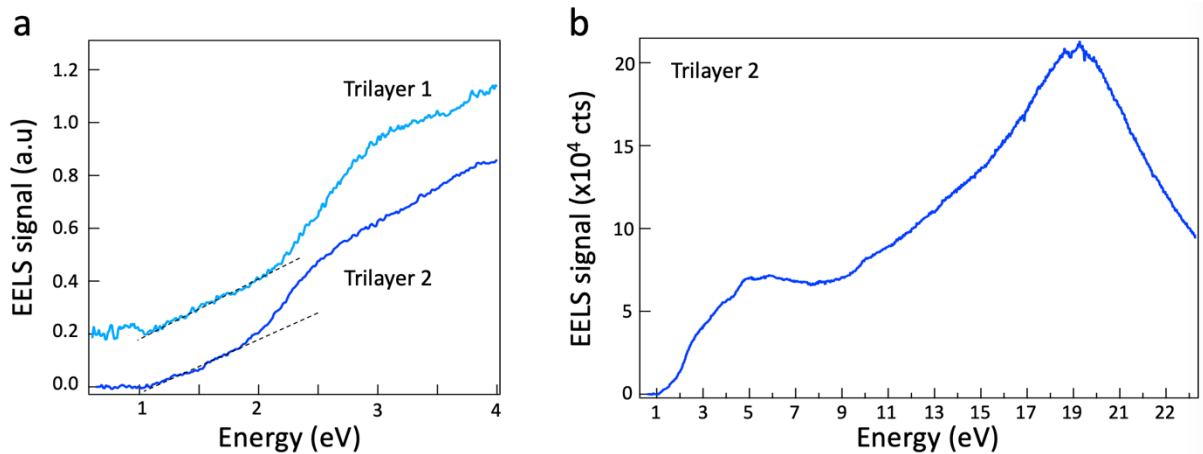 a
EELS signal (a.u)
1.2
1.0
0.8
0.6
0.4
0.2
0.0
Trilayer 1
Trilayer 2
1 2 3 4
Energy (eV)
b
EELS signal (x10⁴ cts)
20
15
10
5
0
Trilayer 2
1 3 5 7 9 11 13 15 17 19 21 22
Energy (eV)